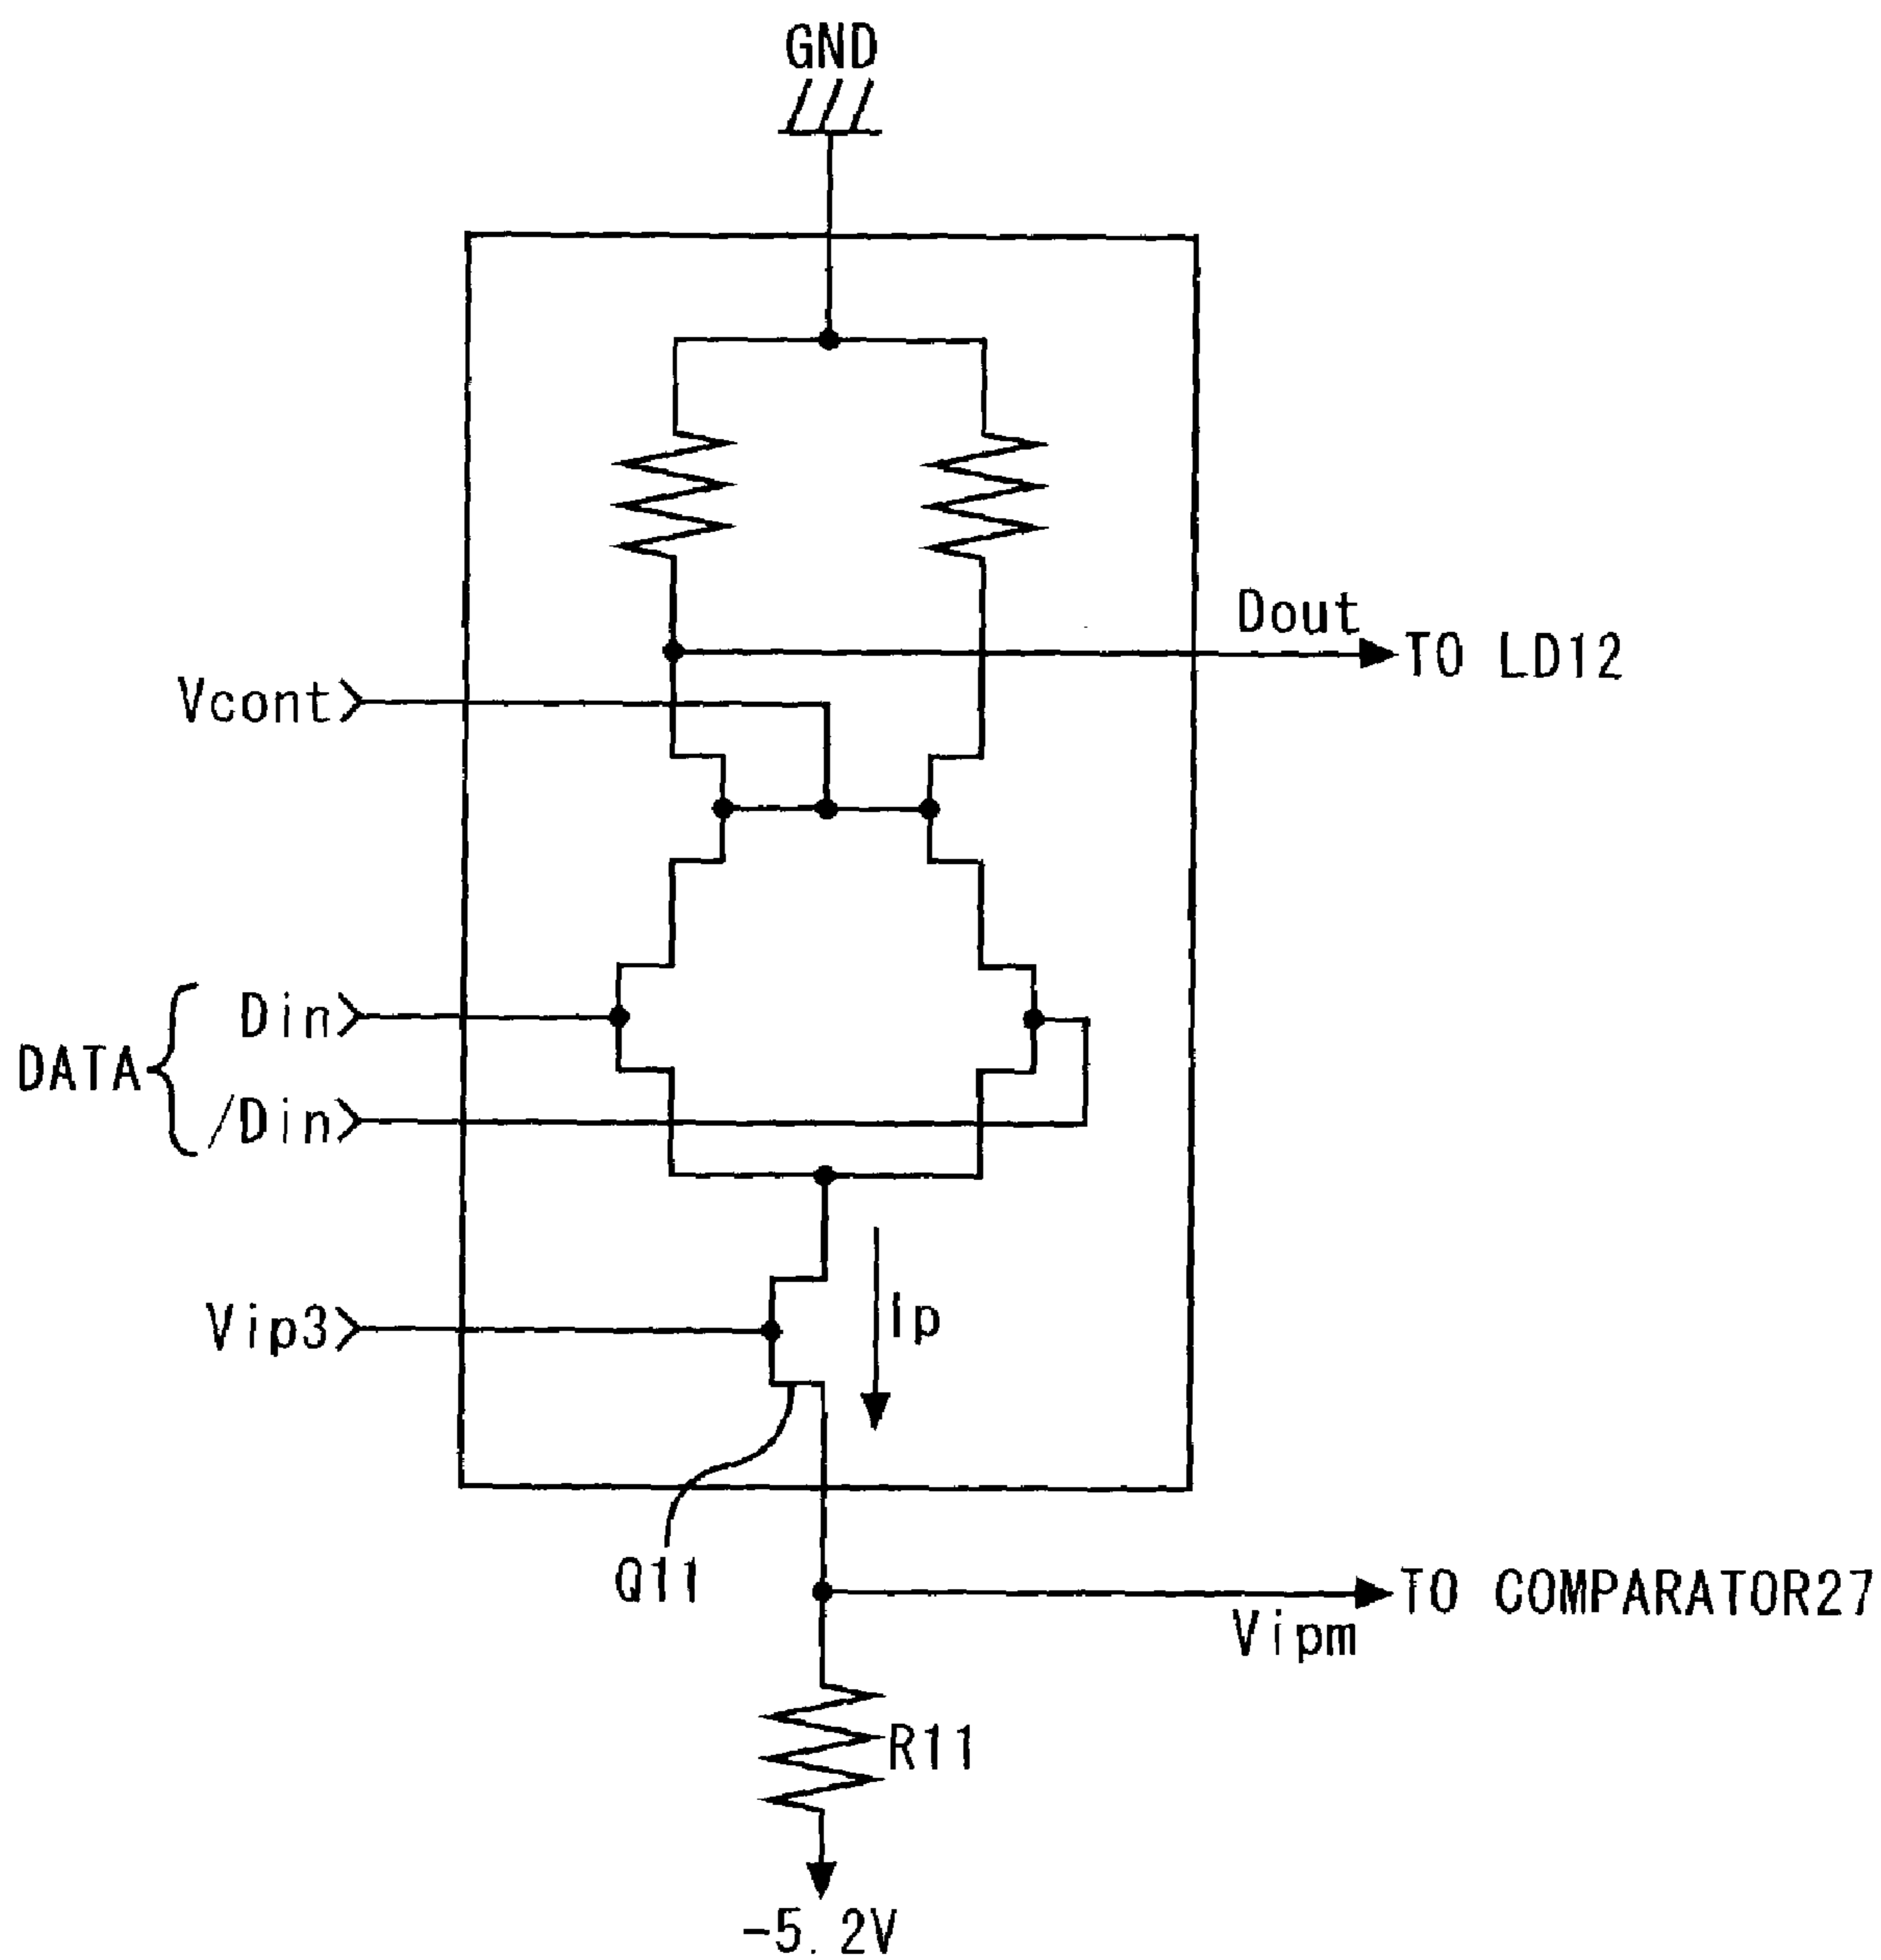 GND
Dout
TO LD12
Vcont
Din
DATA
/Din
Vip3
Ip
Q11
TO COMPARATOR27
Vipm
R11
-5.2V